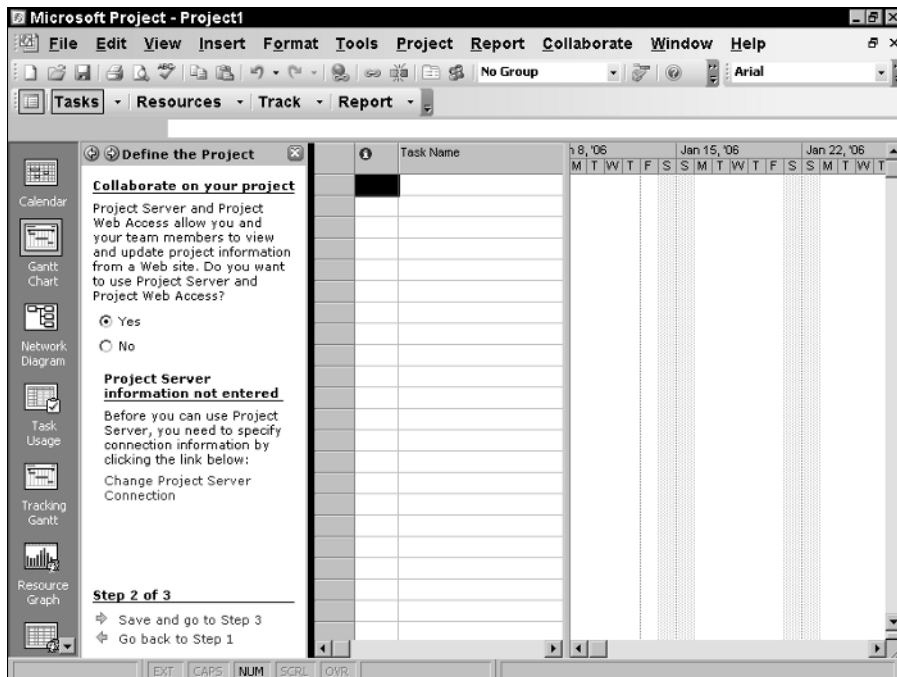 Microsoft Project - Project1
File Edit View Insert Format Tools Project Report Collaborate Window Help
No Group Arial
Tasks Resources Track Report
Calendar
Gantt
Chart
Network
Diagram
Task
Usage
Tracking
Gantt
Resource
Graph
Define the Project
Collaborate on your project
Project Server and Project
Web Access allow you and
your team members to view
and update project information
from a Web site. Do you want
to use Project Server and
Project Web Access?
Yes
No
Project Server
information not entered
Before you can use Project
Server, you need to specify
connection information by
clicking the link below:
Change Project Server
Connection
Step 2 of 3
Save and go to Step 3
Go back to Step 1
Task Name
8, '06 Jan 15, '06 Jan 22, '06
M T W T F S S M T W T F S S M T W T
EXT CAPS NUM SCRL OVR